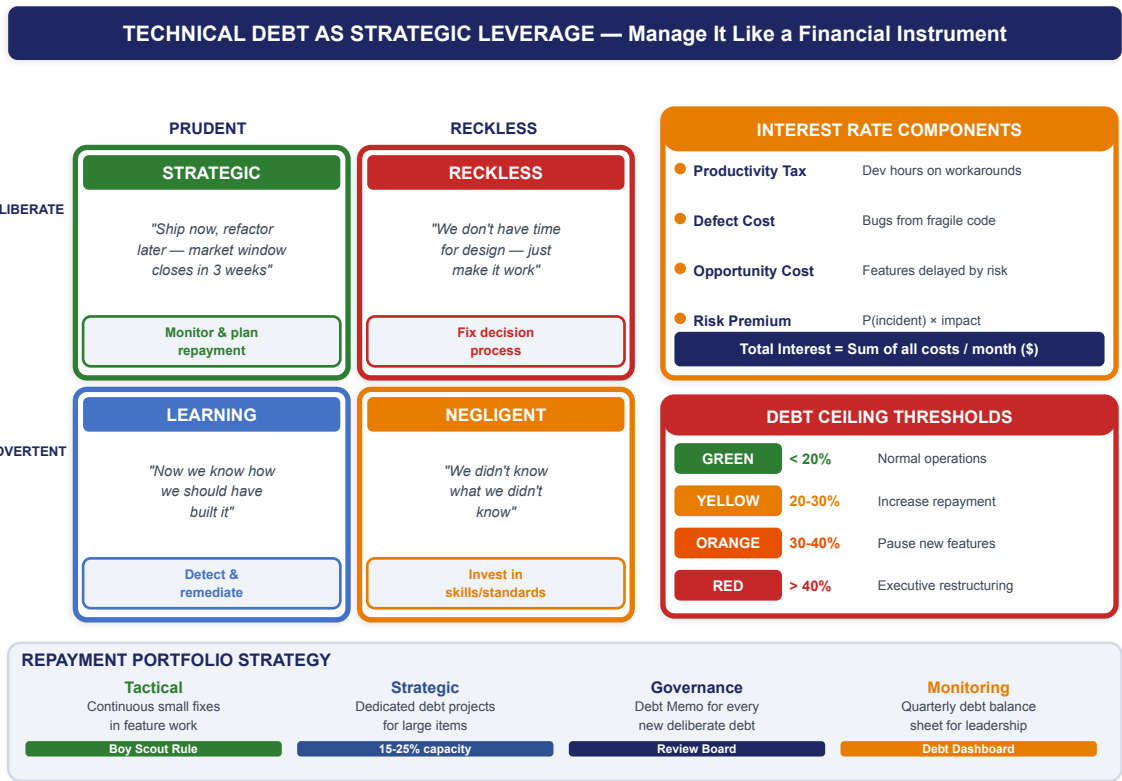 TECHNICAL DEBT AS STRATEGIC LEVERAGE — Manage It Like a Financial Instrument
PRUDENT
RECKLESS
LIBERATE
STRATEGIC
"Ship now, refactor
later — market window
closes in 3 weeks"
Monitor & plan
repayment
RECKLESS
"We don't have time
for design — just
make it work"
Fix decision
process
OVERTENT
LEARNING
"Now we know how
we should have
built it"
Detect &
remediate
NEGLIGENT
"We didn't know
what we didn't
know"
Invest in
skills/standards
INTEREST RATE COMPONENTS
Productivity Tax Dev hours on workarounds
Defect Cost Bugs from fragile code
Opportunity Cost Features delayed by risk
Risk Premium P(incident) × impact
Total Interest = Sum of all costs / month ($)
DEBT CEILING THRESHOLDS
GREEN < 20% Normal operations
YELLOW 20-30% Increase repayment
ORANGE 30-40% Pause new features
RED > 40% Executive restructuring
REPAYMENT PORTFOLIO STRATEGY
Tactical
Continuous small fixes
in feature work
Boy Scout Rule
Strategic
Dedicated debt projects
for large items
15-25% capacity
Governance
Debt Memo for every
new deliberate debt
Review Board
Monitoring
Quarterly debt balance
sheet for leadership
Debt Dashboard